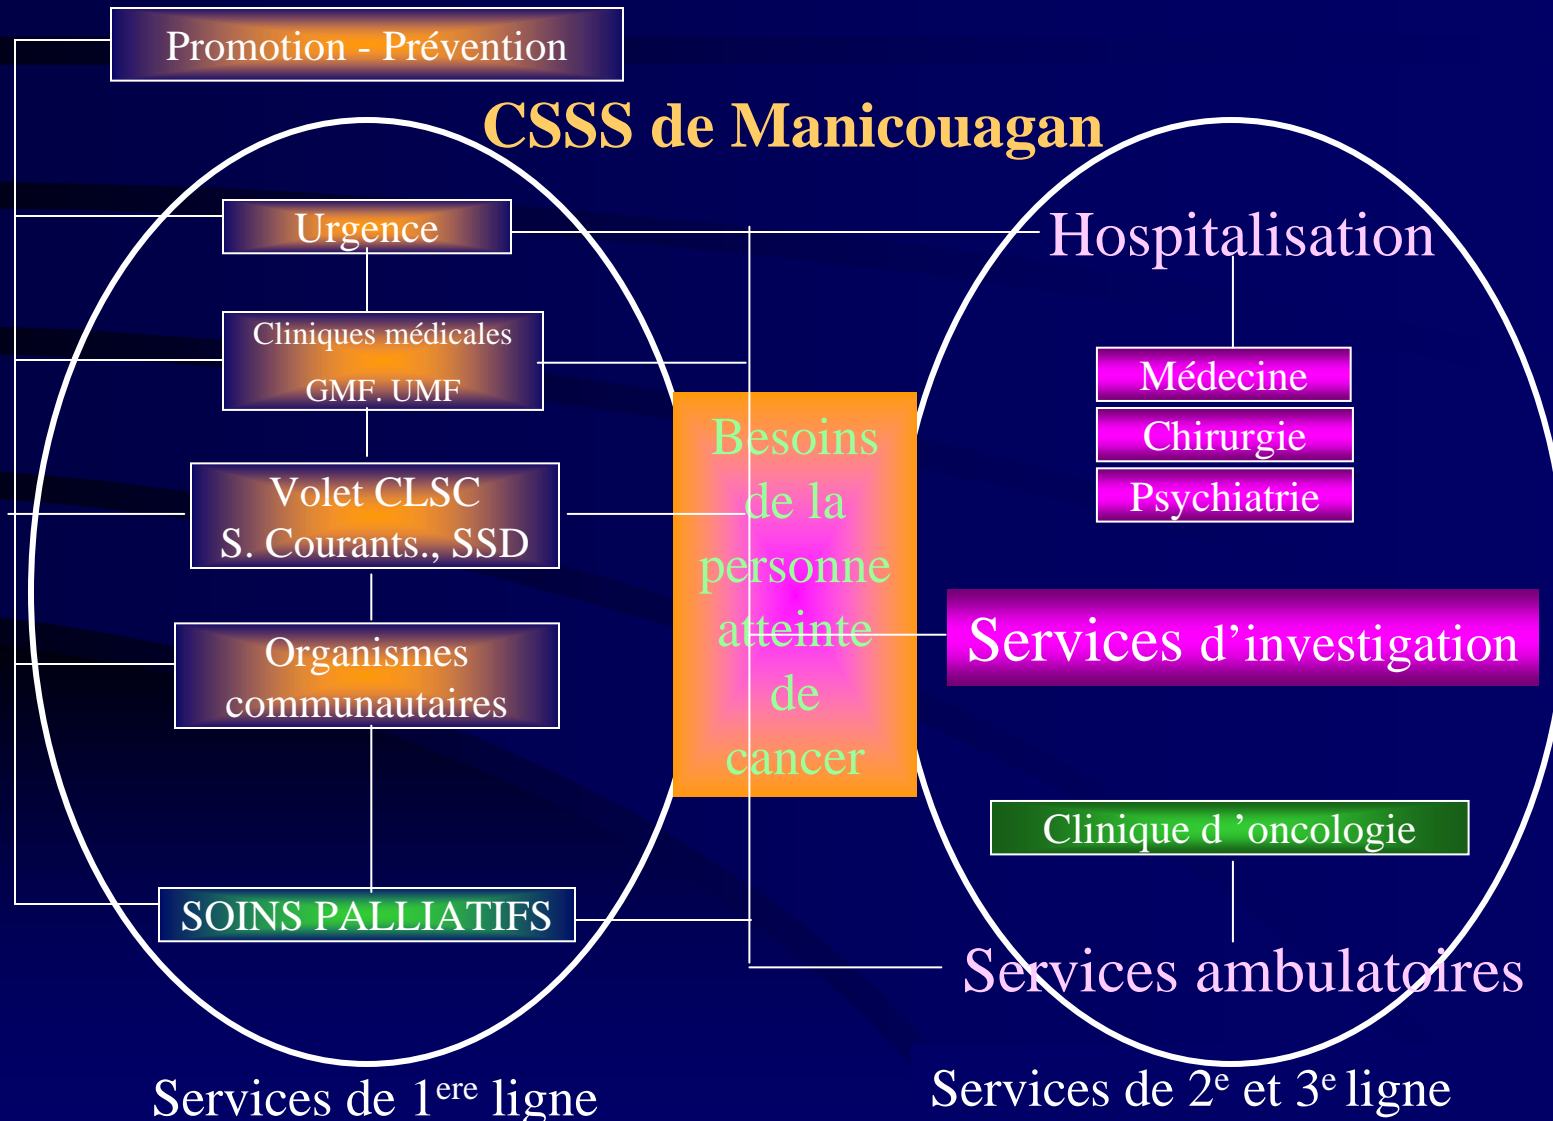 Promotion - Prévention
CSSS de Manicouagan
Urgence
Cliniques médicales
GMF. UMF
Volet CLSC
S. Courants., SSD
Organismes
communautaires
SOINS PALLIATIFS
Services de 1ere ligne
Besoins
de la
personne
atteinte
de
cancer
Hospitalisation
Médecine
Chirurgie
Psychiatrie
Services d’investigation
Clinique d ’oncologie
Services ambulatoires
Services de 2e et 3e ligne